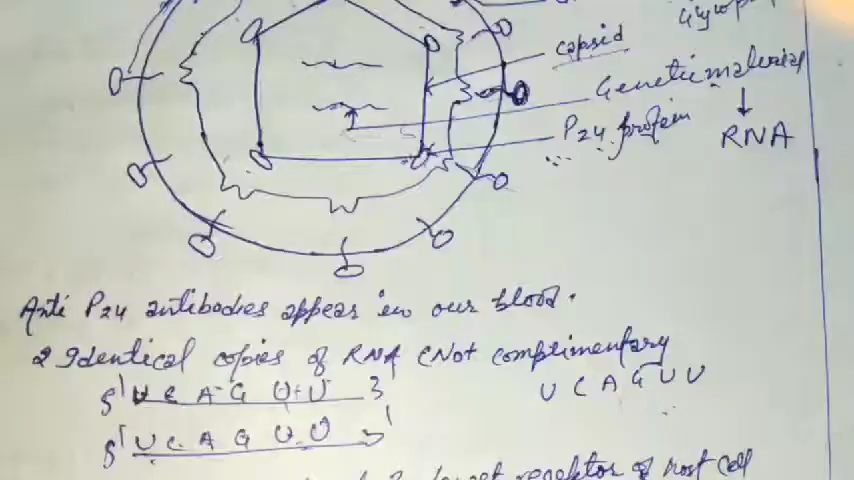 capsid
Genetic material
RNA
P24 protein
Anti P24 antibodies appear in our blood.
2 Identical copies of RNA (Not complimentary
U C A G U U
5' U C A G U U 3'
5' U C A G U U 3'
receptor of host cell